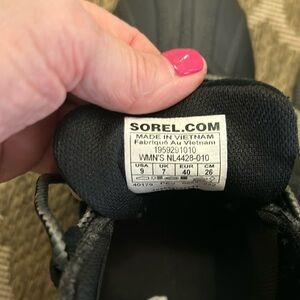 SOREL.COM
MADE IN VIETNAM
Fabriqué Au Vietnam
1959291010
WMN'S NL4428-010
USA UK EUR CM
9 7 40 26